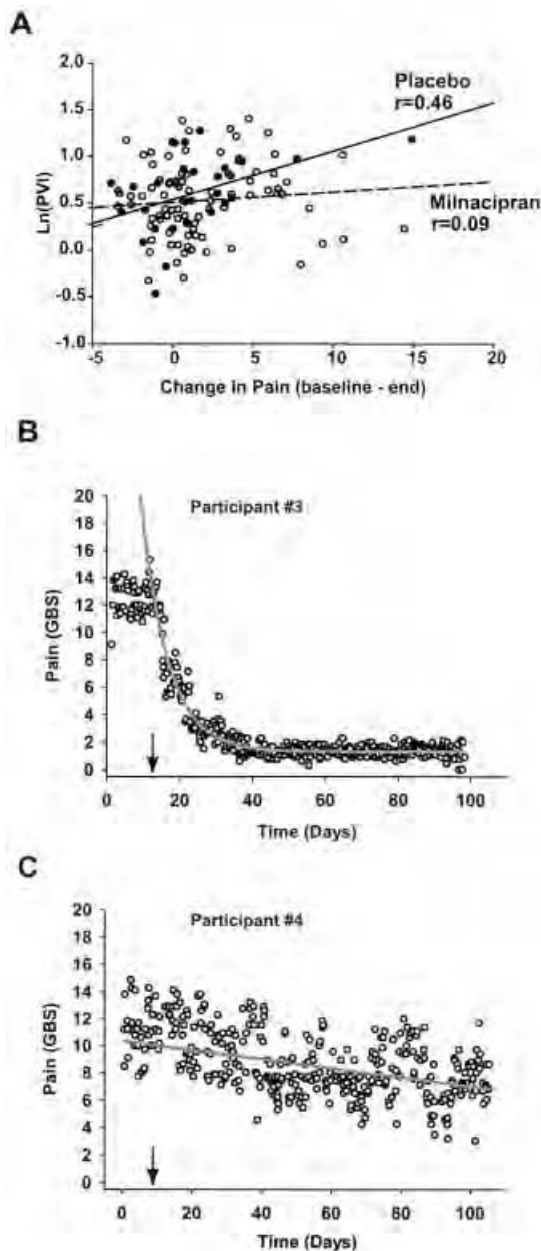 A
2.0
1.5
1.0
0.5
0.0
-0.5
-1.0
Ln(PVI)
Placebo
r=0.46
Milnacipran
r=0.09
-5 0 5 10 15 20
Change in Pain (baseline - end)
B
Participant #3
20
18
16
14
12
10
8
6
4
2
0
Pain (GBS)
0 20 40 60 80 100
Time (Days)
C
Participant #4
20
18
16
14
12
10
8
6
4
2
0
Pain (GBS)
0 20 40 60 80 100
Time (Days)